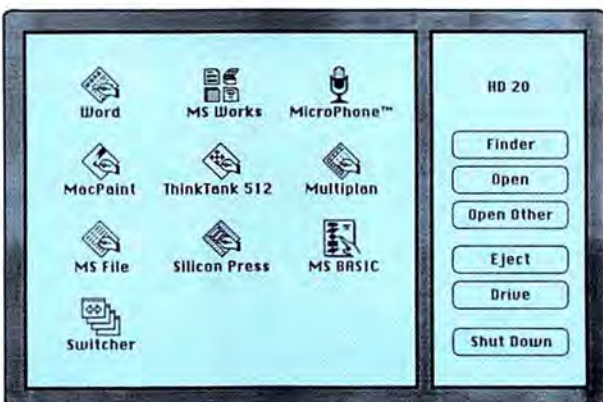 Word MS Works MicroPhone™
MacPaint ThinkTank 512 Multiplan
MS File Silicon Press MS BASIC
Switcher
HD 20
Finder
Open
Open Other
Eject
Drive
Shut Down